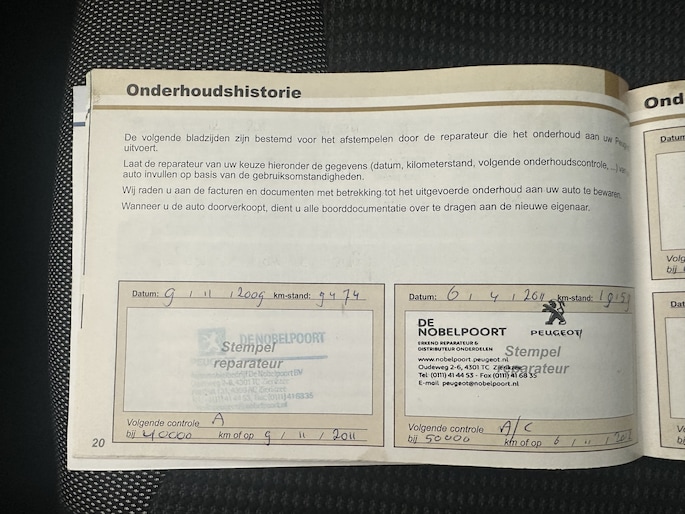 Onderhoudshistorie
De volgende bladzijden zijn bestemd voor het afstempelen door de reparateur die het onderhoud aan uw
uitvoert.
Laat de reparateur van uw keuze hieronder de gegevens (datum, kilometerstand, volgende onderhoudscontrole, ...)
auto invullen op basis van de gebruiksomstandigheden.
Wij raden u aan de facturen en documenten met betrekking tot het uitgevoerde onderhoud aan uw auto te bewaren.
Wanneer u de auto doorverkoopt, dient u alle boorddocumentatie over te dragen aan de nieuwe eigenaar.
Datum: 9 / 11 / 2009 km-stand: 9474
DE NOBELPOORT
Stempel
reparateur
Volgende controle A
bij 40000 km of op 9 / 11 / 2011
20
Datum: 6 / 4 / 2011 km-stand:
DE
NOBELPOORT
PEUGEOT
ERKEND REPARATEUR &
DISTRIBUTEUR ONDERDELEN
Stempel
reparateur
www.nobelpoort.peugeot.nl
Oudeweg 2-6, 4301 TC Zierikzee
Tel: (0111) 41 44 53 - Fax (0111) 41 68 35
E-mail peugeot@nobelpoort.nl
Volgende controle A/C
bij 50000 km of op 6 / 11 /
Ond
Datum
Volg
bij
Datu
Vol
bij